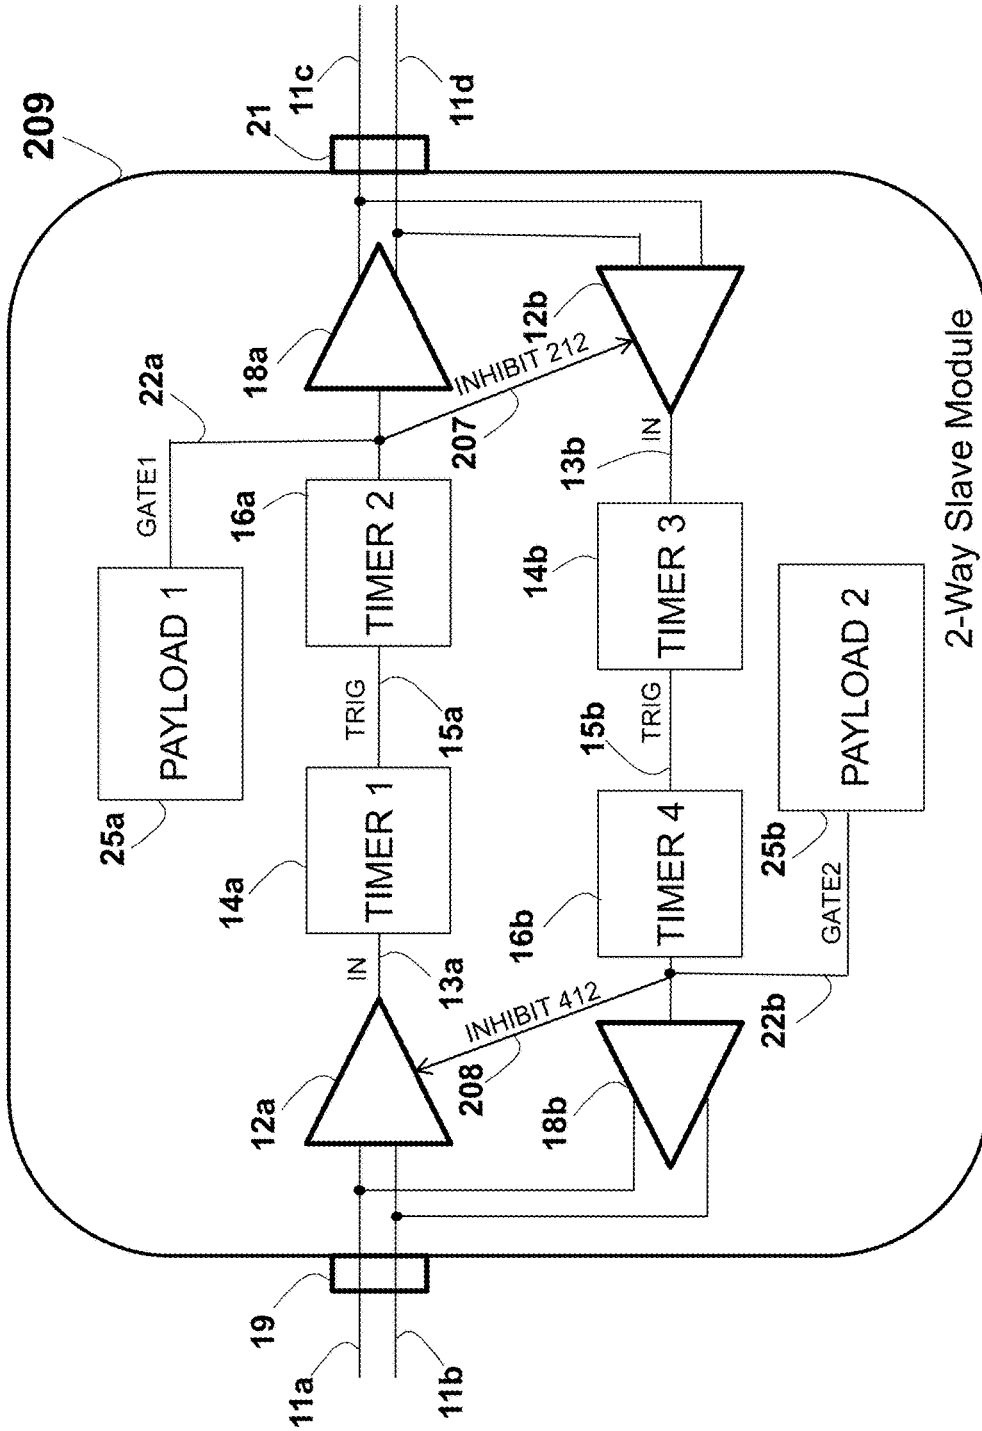 209
11c
11d
21
22a
18a
12b
GATE1
INHIBIT 212
207
16a
IN
13b
PAYLOAD 1
TIMER 2
14b
TIMER 3
25a
TRIG
15a
15b
TRIG
PAYLOAD 2
2-Way Slave Module
14a
TIMER 1
TIMER 4
25b
16b
GATE2
IN
13a
INHIBIT 412
208
22b
12a
18b
19
11a
11b